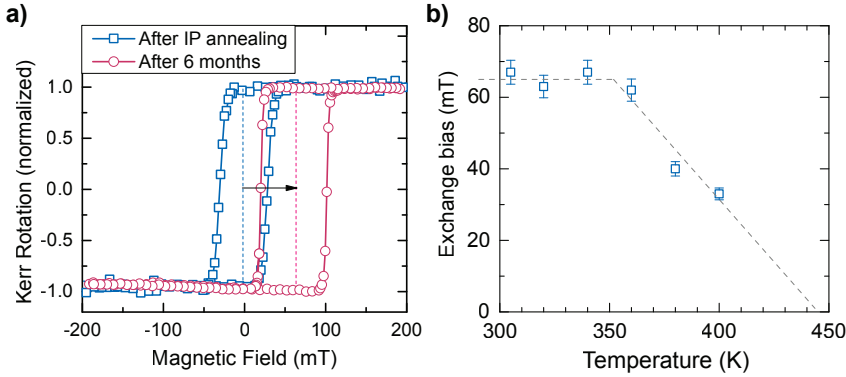 a)
After IP annealing
After 6 months
1.0
0.5
0.0
-0.5
-1.0
Kerr Rotation (normalized)
-200
-100
0
100
200
Magnetic Field (mT)
b)
80
60
40
20
0
Exchange bias (mT)
300
350
400
450
Temperature (K)